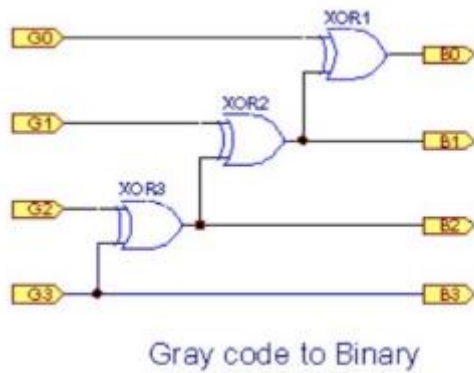 XOR1
G0
B0
XOR2
G1
B1
XOR3
G2
B2
G3
B3
Gray code to Binary